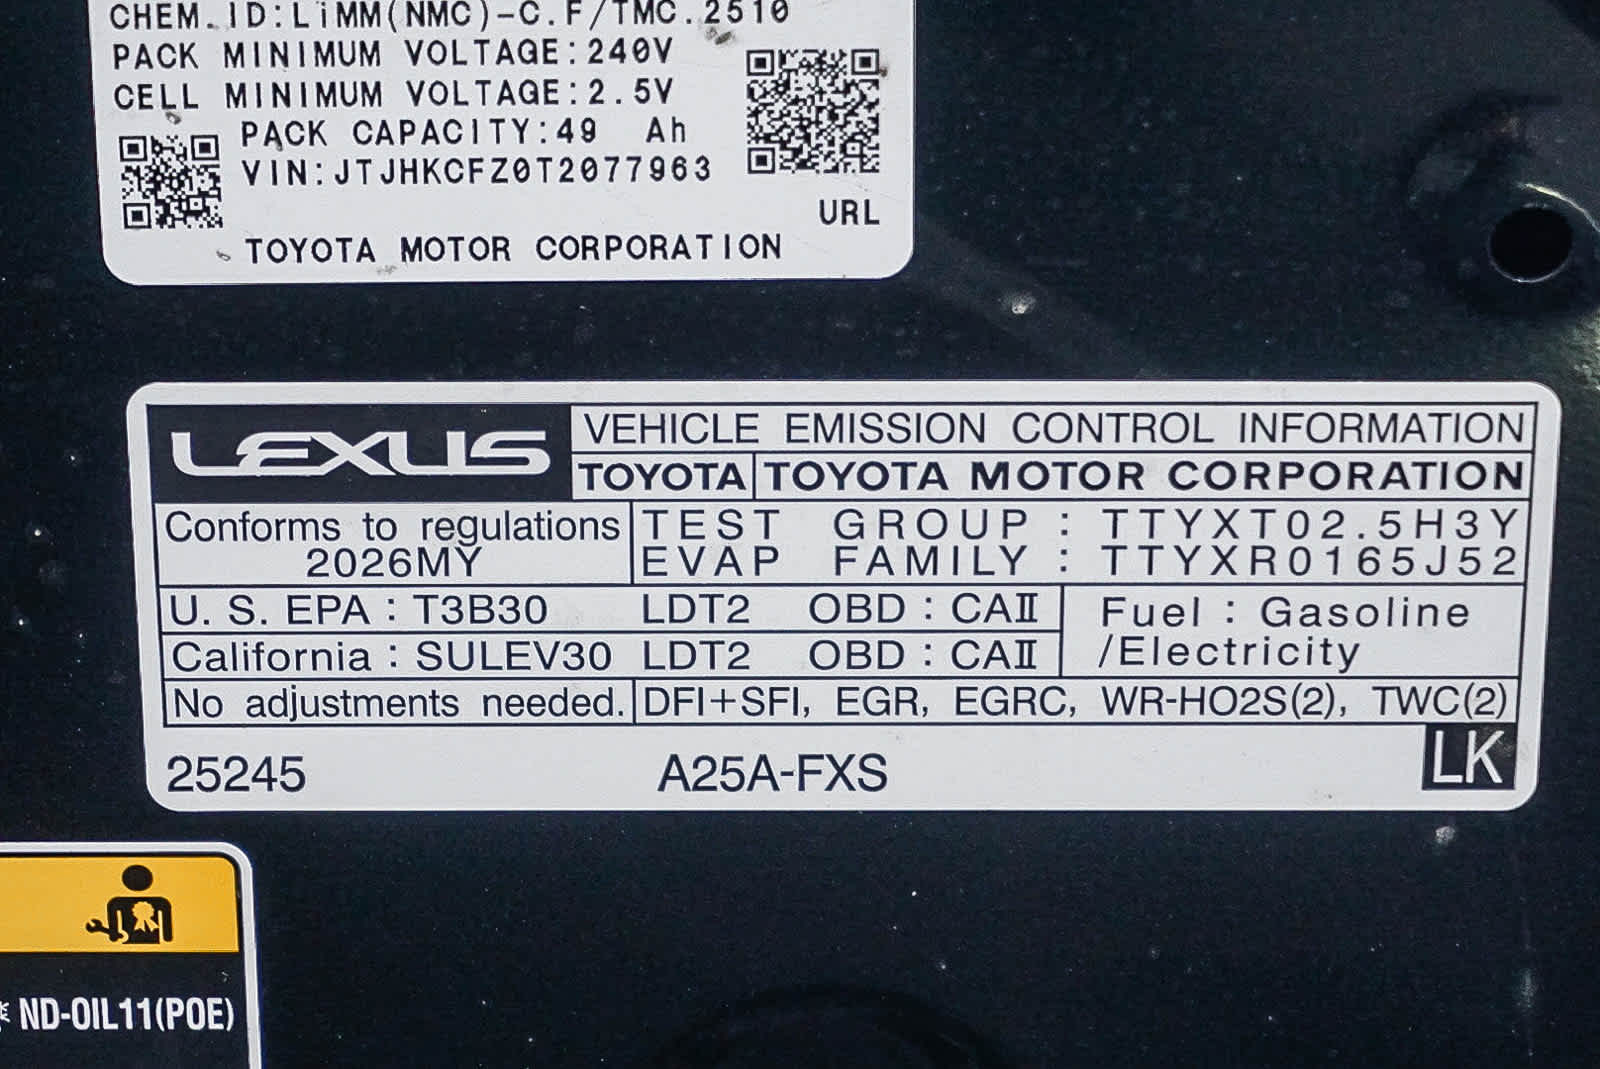 CHEM.ID:LiMM(NMC)-C.F/TMC.2510
PACK MINIMUM VOLTAGE:240V
CELL MINIMUM VOLTAGE:2.5V
PACK CAPACITY:49 Ah
VIN:JTJHKCFZ0T2077963
URL
TOYOTA MOTOR CORPORATION
LEXUS
VEHICLE EMISSION CONTROL INFORMATION
TOYOTA TOYOTA MOTOR CORPORATION
Conforms to regulations
2026MY
TEST GROUP : TTYXT02.5H3Y
EVAP FAMILY : TTYXR0165J52
U. S. EPA : T3B30 LDT2 OBD : CAⅡ
California : SULEV30 LDT2 OBD : CAⅡ
Fuel : Gasoline
/Electricity
No adjustments needed. DFI+SFI, EGR, EGRC, WR-HO2S(2), TWC(2)
25245 A25A-FXS LK
ND-OIL11(POE)